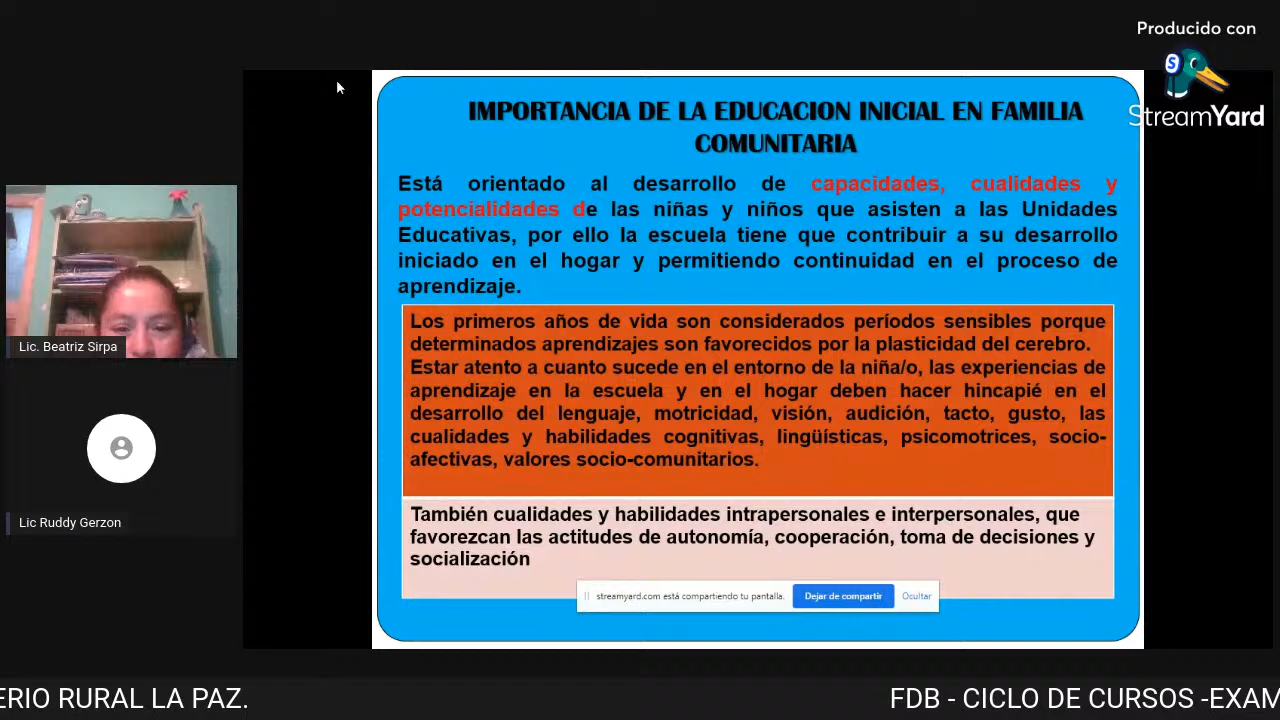 Producido con
StreamYard
IMPORTANCIA DE LA EDUCACION INICIAL EN FAMILIA
COMUNITARIA
Está orientado al desarrollo de capacidades, cualidades y
potencialidades de las niñas y niños que asisten a las Unidades
Educativas, por ello la escuela tiene que contribuir a su desarrollo
iniciado en el hogar y permitiendo continuidad en el proceso de
aprendizaje.
Los primeros años de vida son considerados períodos sensibles porque
determinados aprendizajes son favorecidos por la plasticidad del cerebro.
Estar atento a cuanto sucede en el entorno de la niña/o, las experiencias de
aprendizaje en la escuela y en el hogar deben hacer hincapié en el
desarrollo del lenguaje, motricidad, visión, audición, tacto, gusto, las
cualidades y habilidades cognitivas, lingüísticas, psicomotrices, socio-
afectivas, valores socio-comunitarios.
También cualidades y habilidades intrapersonales e interpersonales, que
favorezcan las actitudes de autonomía, cooperación, toma de decisiones y
socialización
streamyard.com está compartiendo tu pantalla.
Dejar de compartir
Ocultar
Lic. Beatriz Sirpa
Lic Ruddy Gerzon
ERIO RURAL LA PAZ.
FDB - CICLO DE CURSOS -EXAM